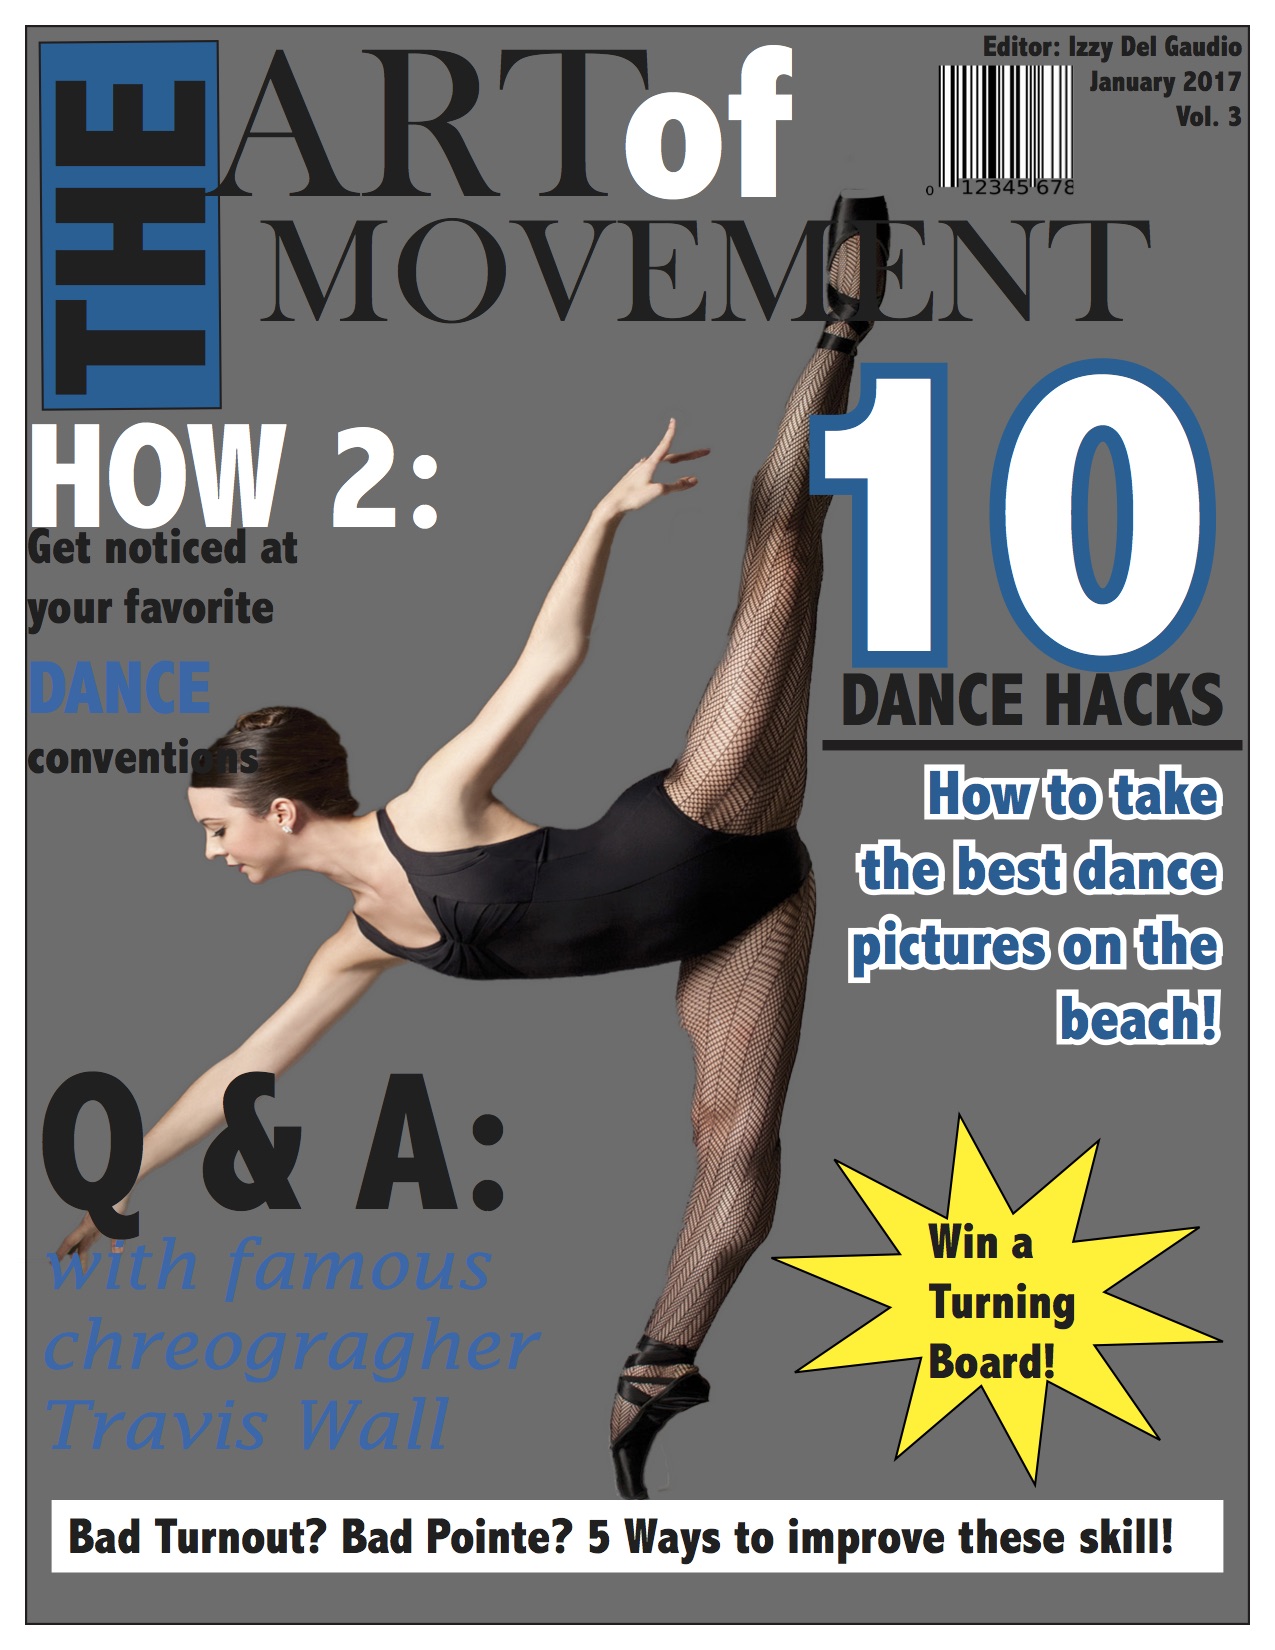 THE
ART of
MOVEMENT
Editor: Izzy Del Gaudio
January 2017
Vol. 3
0 12345 678
HOW 2:
Get noticed at
your favorite
DANCE
conventions
10
DANCE HACKS
How to take
the best dance
pictures on the
beach!
Q & A:
with famous
chreogragher
Travis Wall
Win a
Turning
Board!
Bad Turnout? Bad Pointe? 5 Ways to improve these skill!